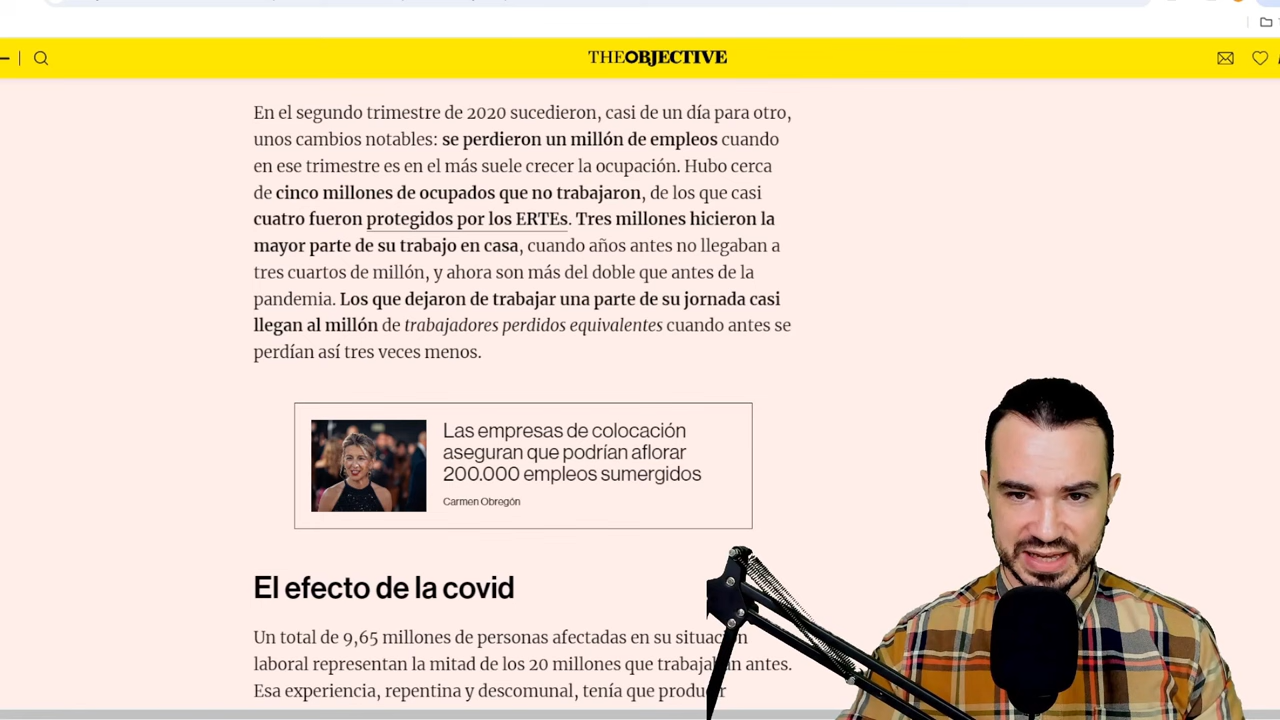 THEOBJECTIVE
En el segundo trimestre de 2020 sucedieron, casi de un día para otro,
unos cambios notables: se perdieron un millón de empleos cuando
en ese trimestre es en el más suele crecer la ocupación. Hubo cerca
de cinco millones de ocupados que no trabajaron, de los que casi
cuatro fueron protegidos por los ERTEs. Tres millones hicieron la
mayor parte de su trabajo en casa, cuando años antes no llegaban a
tres cuartos de millón, y ahora son más del doble que antes de la
pandemia. Los que dejaron de trabajar una parte de su jornada casi
llegan al millón de trabajadores perdidos equivalentes cuando antes se
perdían así tres veces menos.
Las empresas de colocación
aseguran que podrían aflorar
200.000 empleos sumergidos
Carmen Obregón
El efecto de la covid
Un total de 9,65 millones de personas afectadas en su situación
laboral representan la mitad de los 20 millones que trabajaban antes.
Esa experiencia, repentina y descomunal, tenía que producir